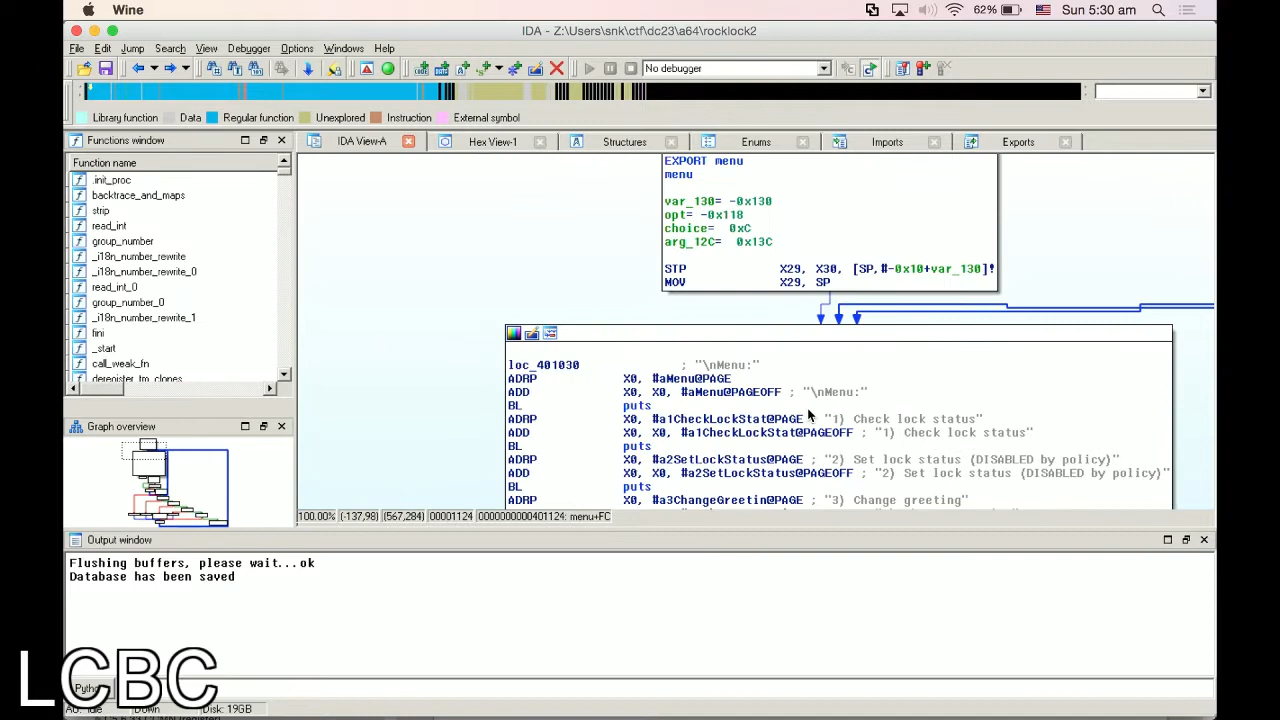 Wine
62%
Sun 5:30 am
IDA - Z:\Users\snk\ctf\dc23\a64\rocklock2
File Edit Jump Search View Debugger Options Windows Help
No debugger
Library function Data Regular function Unexplored Instruction External symbol
Functions window
IDA View-A Hex View-1 Structures Enums Imports Exports
Function name
.init_proc
backtrace_and_maps
strip
read_int
group_number
_i18n_number_rewrite
_i18n_number_rewrite_0
read_int_0
group_number_0
_i18n_number_rewrite_1
fini
_start
call_weak_fn
deregister_tm_clones
EXPORT menu
menu
var_130= -0x130
opt= -0x118
choice= 0xC
arg_12C= 0x13C
STP X29, X30, [SP,#-0x10+var_130]!
MOV X29, SP
loc_401030 ; "\nMenu:"
ADRP X0, #aMenu@PAGE
ADD X0, X0, #aMenu@PAGEOFF ; "\nMenu:"
BL puts
ADRP X0, #a1CheckLockStat@PAGE ; "1) Check lock status"
ADD X0, X0, #a1CheckLockStat@PAGEOFF ; "1) Check lock status"
BL puts
ADRP X0, #a2SetLockStatus@PAGE ; "2) Set lock status (DISABLED by policy)"
ADD X0, X0, #a2SetLockStatus@PAGEOFF ; "2) Set lock status (DISABLED by policy)"
BL puts
ADRP X0, #a3ChangeGreetin@PAGE ; "3) Change greeting"
Graph overview
100.00% (-137,98) (567,284) 00001124 0000000000401124: menu+FC
Output window
Flushing buffers, please wait...ok
Database has been saved
LCBC
Disk: 19GB